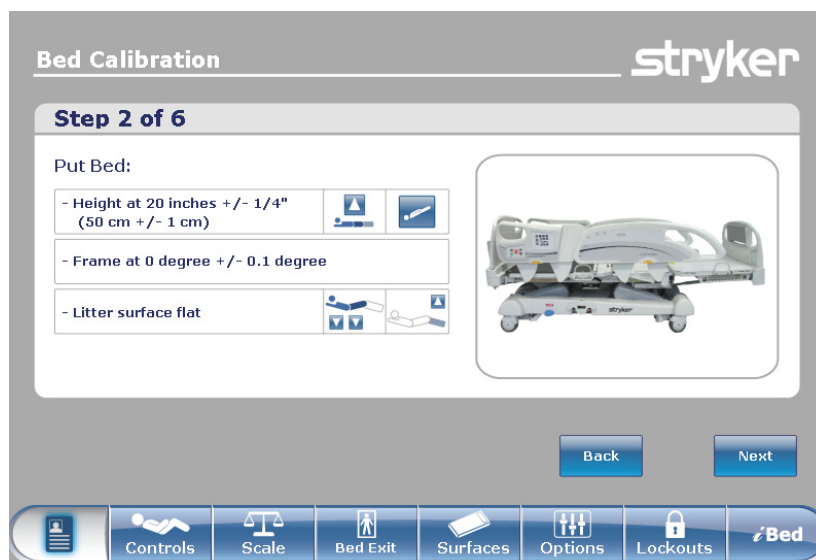 Bed Calibration
stryker
Step 2 of 6
Put Bed:
- Height at 20 inches +/- 1/4"
(50 cm +/- 1 cm)
- Frame at 0 degree +/- 0.1 degree
- Litter surface flat
stryker
Back
Next
Controls
Scale
Bed Exit
Surfaces
Options
Lockouts
iBed